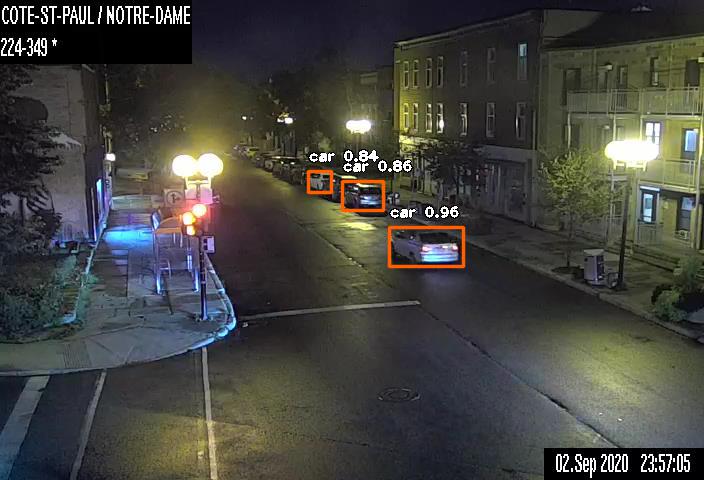 COTE-ST-PAUL / NOTRE-DAME
224-349 *
car 0.84
car 0.86
car 0.96
02.Sep 2020 23:57:05